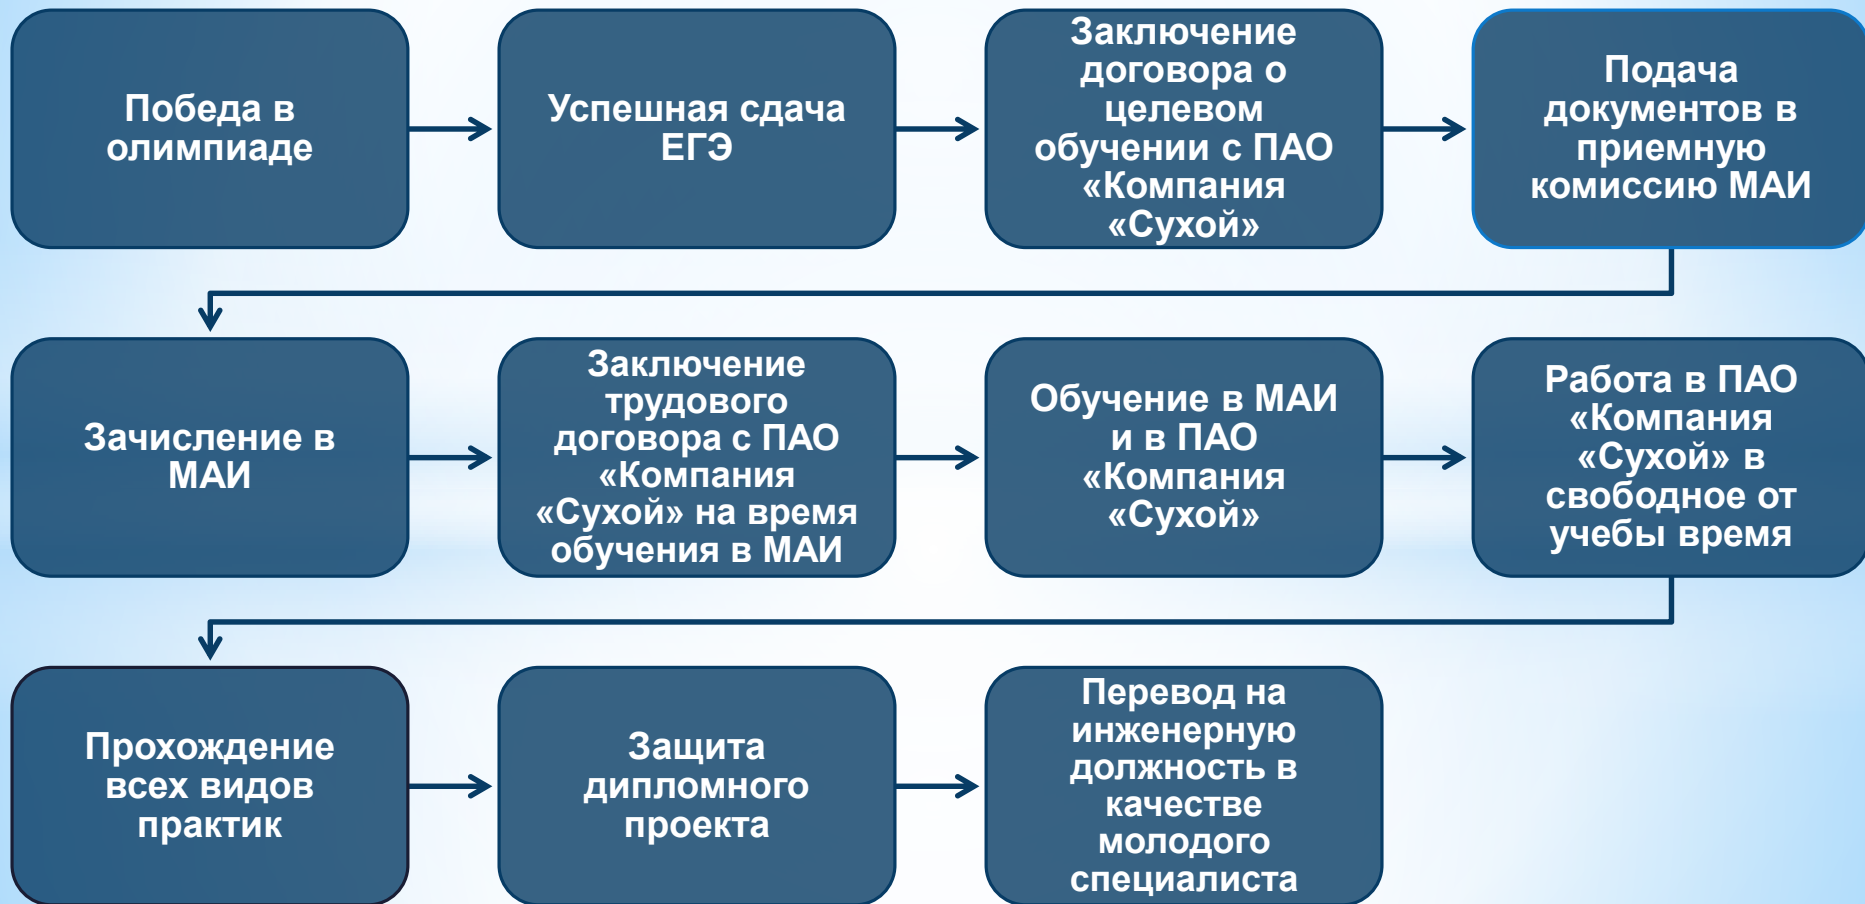 Победа в
олимпиаде
Успешная сдача
ЕГЭ
Заключение
договора о
целевом
обучении с ПАО
«Компания
«Сухой»
Подача
документов в
приемную
комиссию МАИ
Зачисление в
МАИ
Заключение
трудового
договора с ПАО
«Компания
«Сухой» на время
обучения в МАИ
Обучение в МАИ
и в ПАО
«Компания
«Сухой»
Работа в ПАО
«Компания
«Сухой» в
свободное от
учебы время
Прохождение
всех видов
практик
Защита
дипломного
проекта
Перевод на
инженерную
должность в
качестве
молодого
специалиста